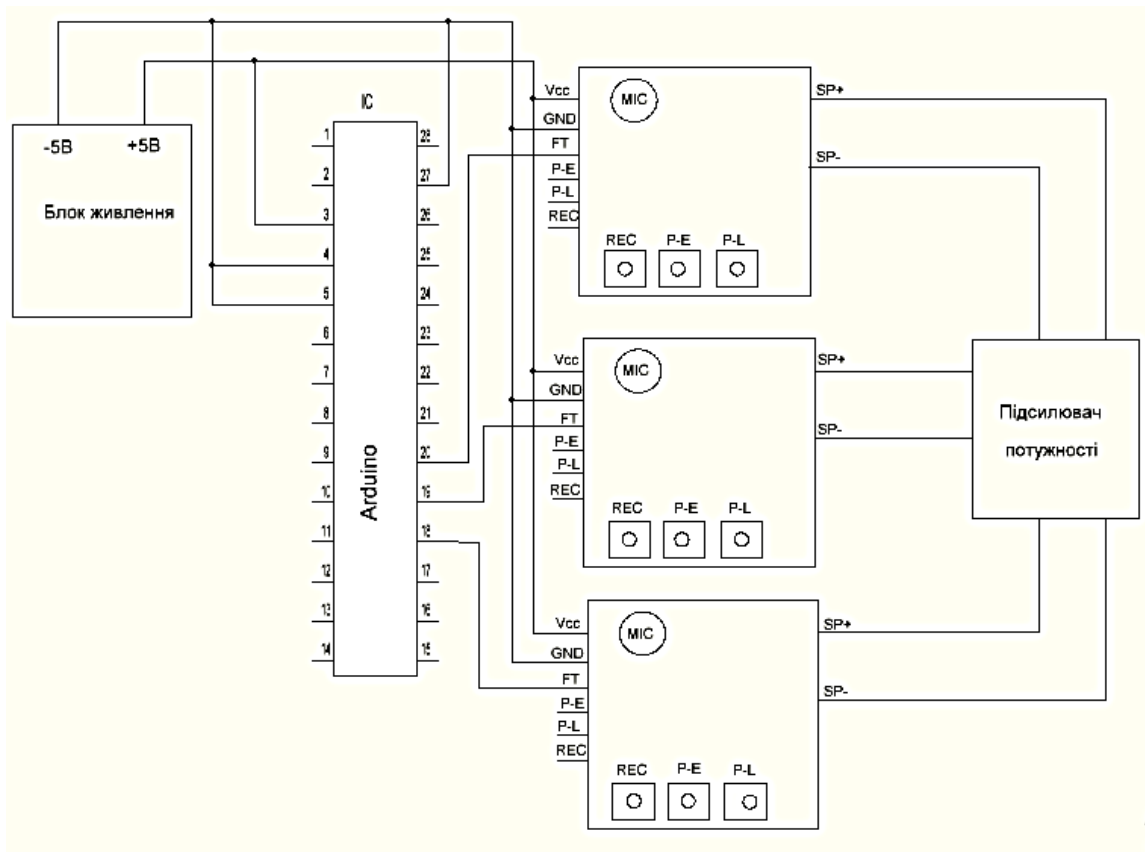 -5В +5В
Блок живлення
IC
1 28
2 27
3 26
4 25
5 24
6 23
7 22
8 21
9 20
10 19
11 18
12 17
13 16
14 15
Arduino
Vcc
GND
FT
P-E
P-L
REC
MIC
REC P-E P-L
SP+
SP-
Vcc
GND
FT
P-E
P-L
REC
MIC
REC P-E P-L
SP+
SP-
Vcc
GND
FT
P-E
P-L
REC
MIC
REC P-E P-L
SP+
SP-
Підсилювач
потужності